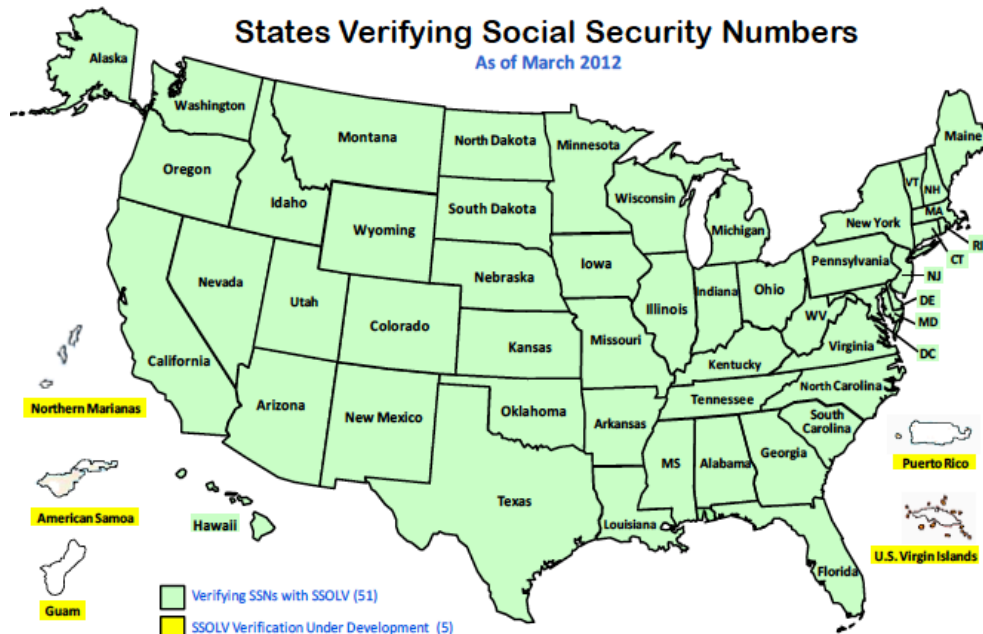 States Verifying Social Security Numbers
As of March 2012
Alaska
Washington
Montana
North Dakota
Minnesota
Maine
Oregon
Idaho
Wisconsin
VT
NH
South Dakota
MA
Wyoming
Michigan
New York
RI
CT
Pennsylvania
Iowa
Nebraska
NJ
Nevada
Ohio
Indiana
Utah
Illinois
DE
WV
MD
Colorado
Missouri
Kansas
Virginia
DC
California
Kentucky
North Carolina
Northern Marianas
Arizona
New Mexico
Oklahoma
Tennessee
Arkansas
South
Carolina
Georgia
MS
Alabama
Puerto Rico
Texas
American Samoa
Hawaii
Louisiana
U.S. Virgin Islands
Florida
Guam
Verifying SSNs with SSOLV (51)
SSOLV Verification Under Development (5)